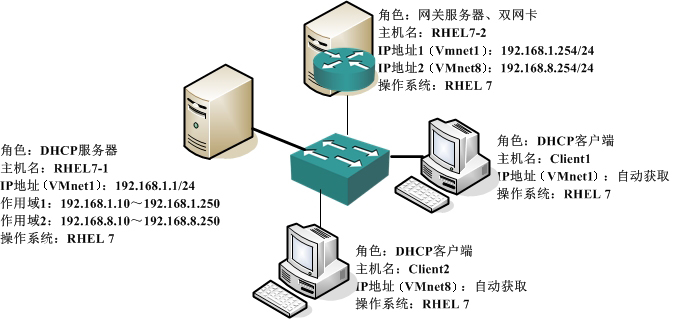 角色：网关服务器、双网卡
主机名：RHEL7-2
IP地址1（Vmnet1）：192.168.1.254/24
IP地址2（VMnet8）：192.168.8.254/24
操作系统：RHEL 7
角色：DHCP服务器
主机名：RHEL7-1
IP地址（VMnet1）：192.168.1.1/24
作用域1：192.168.1.10～192.168.1.250
作用域2：192.168.8.10～192.168.8.250
操作系统：RHEL 7
角色：DHCP客户端
主机名：Client1
IP地址（VMnet1）：自动获取
操作系统：RHEL 7
角色：DHCP客户端
主机名：Client2
IP地址（VMnet8）：自动获取
操作系统：RHEL 7